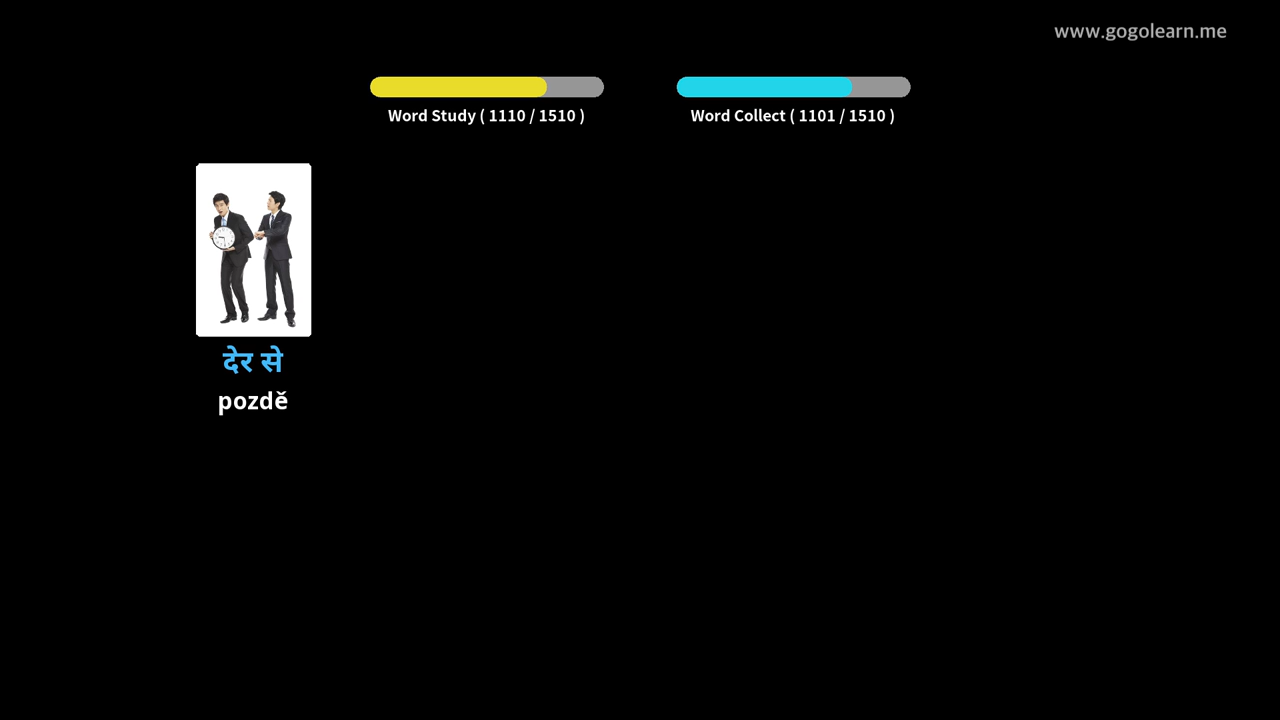 www.gogolearn.me
Word Study ( 1110 / 1510 )
Word Collect ( 1101 / 1510 )
देर से
pozdě